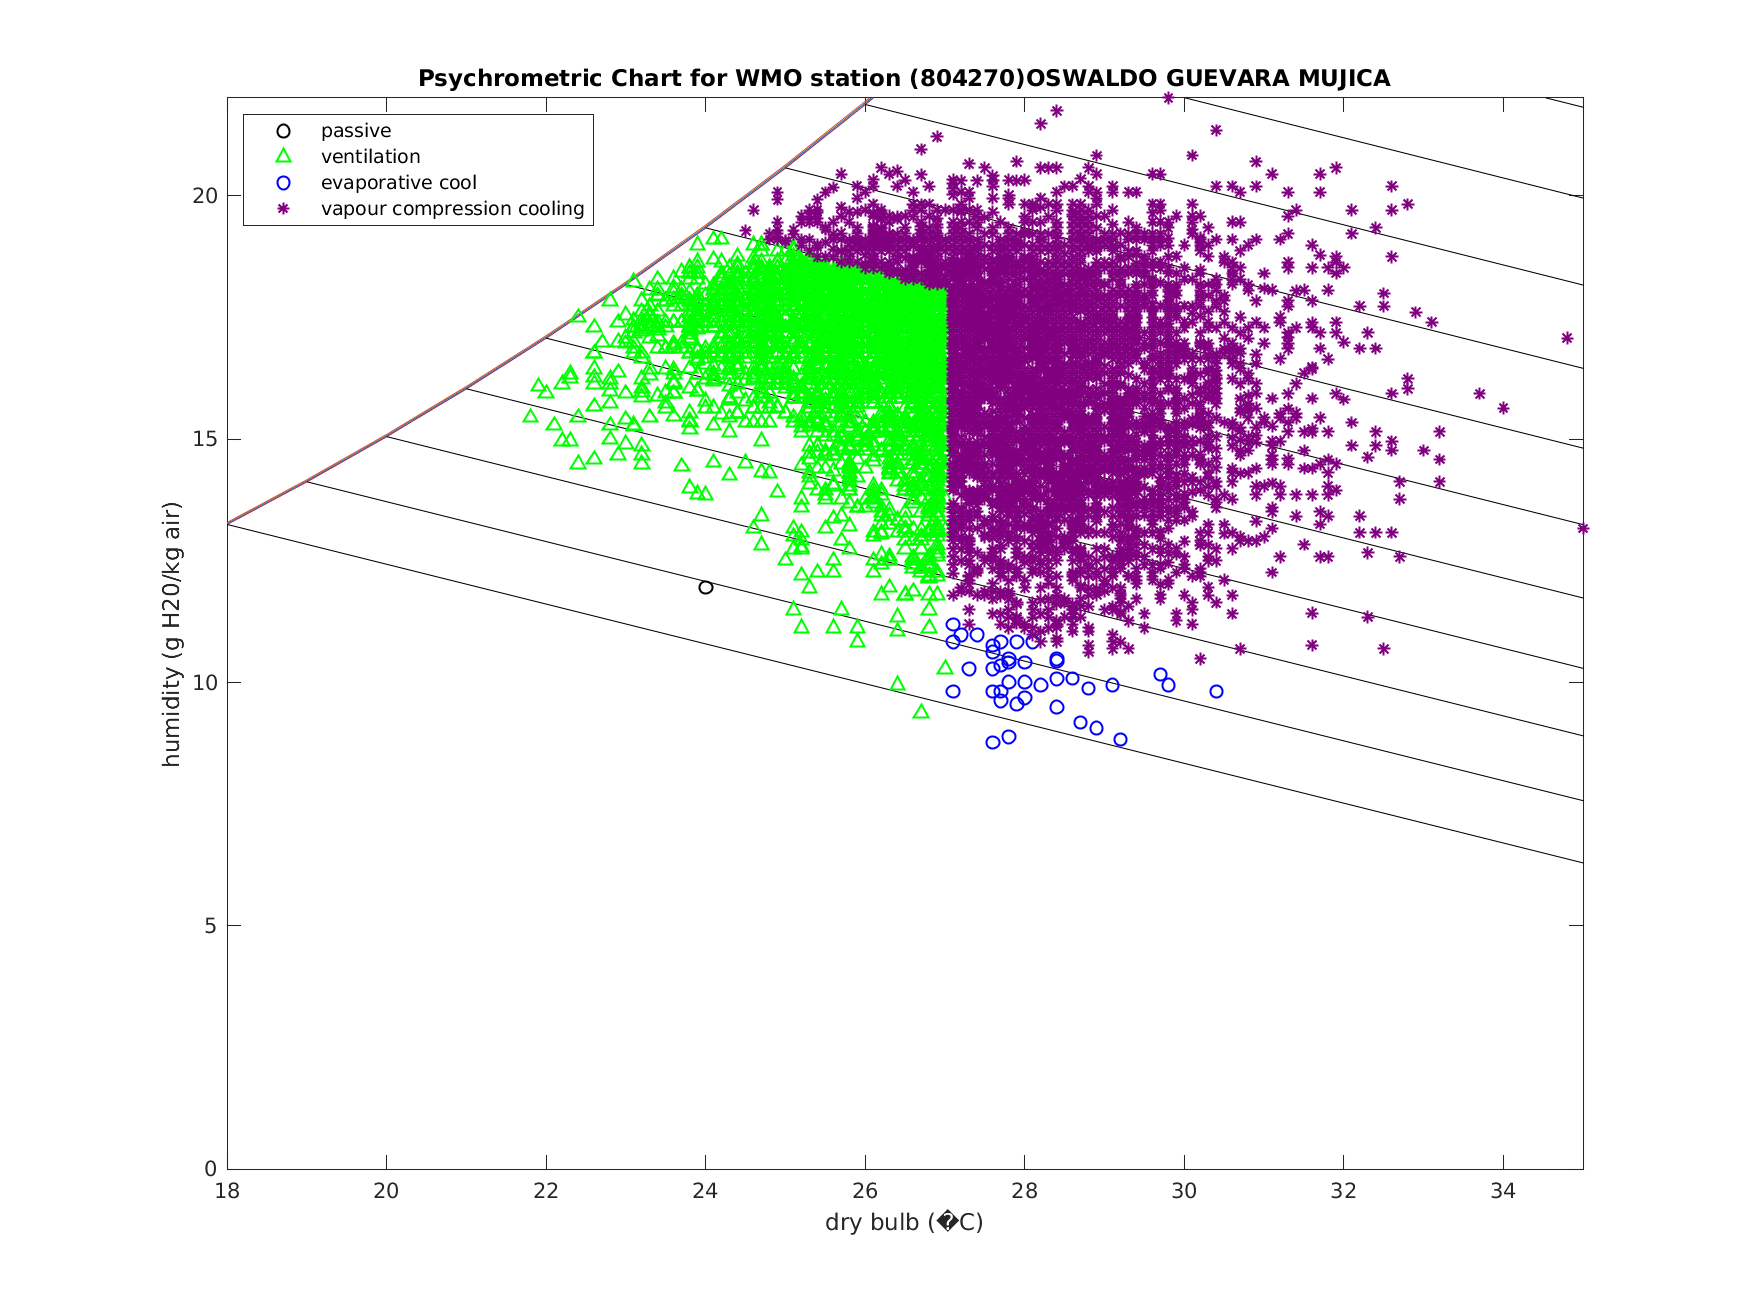 Psychrometric Chart for WMO station (804270)OSWALDO GUEVARA MUJICA
passive
ventilation
evaporative cool
vapour compression cooling
20
15
10
5
0
humidity (g H20/kg air)
18 20 22 24 26 28 30 32 34
dry bulb (�C)